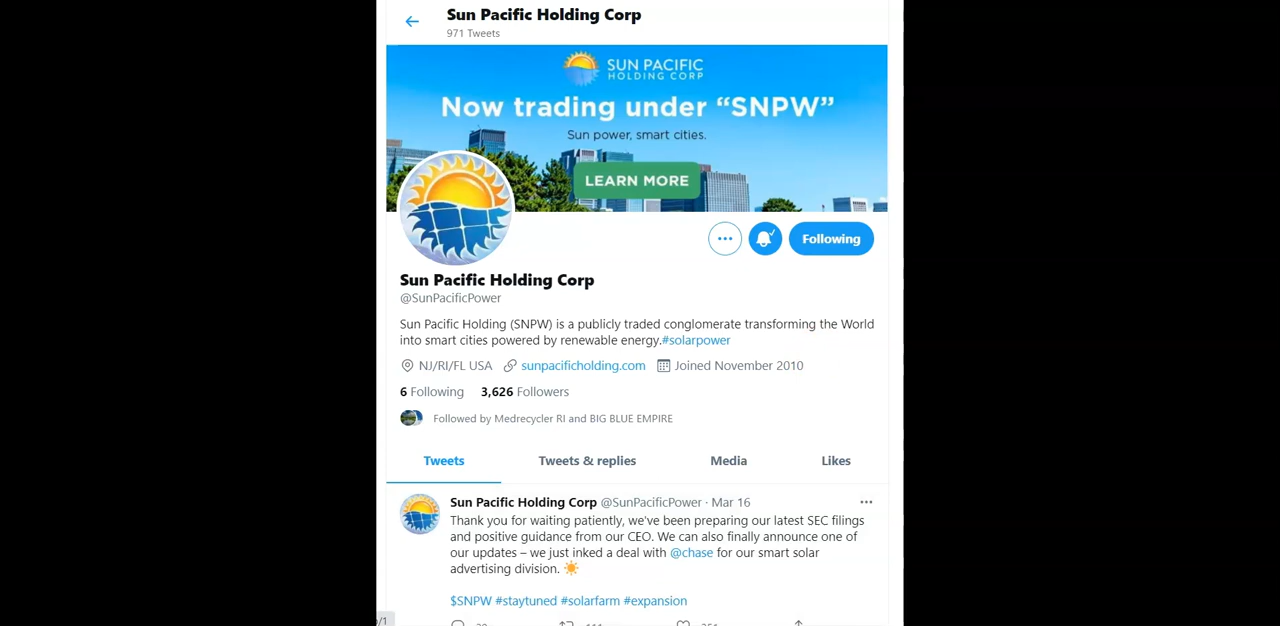 Sun Pacific Holding Corp
971 Tweets
SUN PACIFIC
HOLDING CORP
Now trading under “SNPW”
Sun power, smart cities.
LEARN MORE
Following
Sun Pacific Holding Corp
@SunPacificPower
Sun Pacific Holding (SNPW) is a publicly traded conglomerate transforming the World
into smart cities powered by renewable energy.#solarpower
NJ/RI/FL USA sunpacificholding.com Joined November 2010
6 Following 3,626 Followers
Followed by Medrecycler RI and BIG BLUE EMPIRE
Tweets Tweets & replies Media Likes
Sun Pacific Holding Corp @SunPacificPower · Mar 16
Thank you for waiting patiently, we've been preparing our latest SEC filings
and positive guidance from our CEO. We can also finally announce one of
our updates – we just inked a deal with @chase for our smart solar
advertising division.
$SNPW #staytuned #solarfarm #expansion